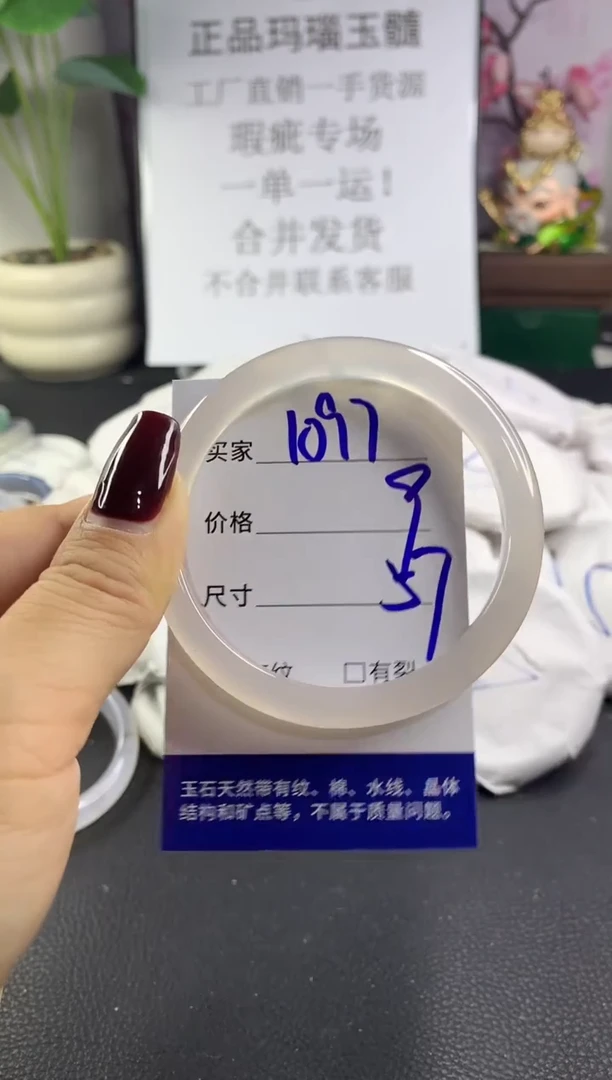 正品玛瑙玉髓
工厂直销一手货源
瑕疵专场
一单一运！
合并发货
不合并联系客服
买家 1097
价格 9
尺寸 57
纹 □有裂
玉石天然带有纹、棉、水线、晶体
结构和矿点等，不属于质量问题。